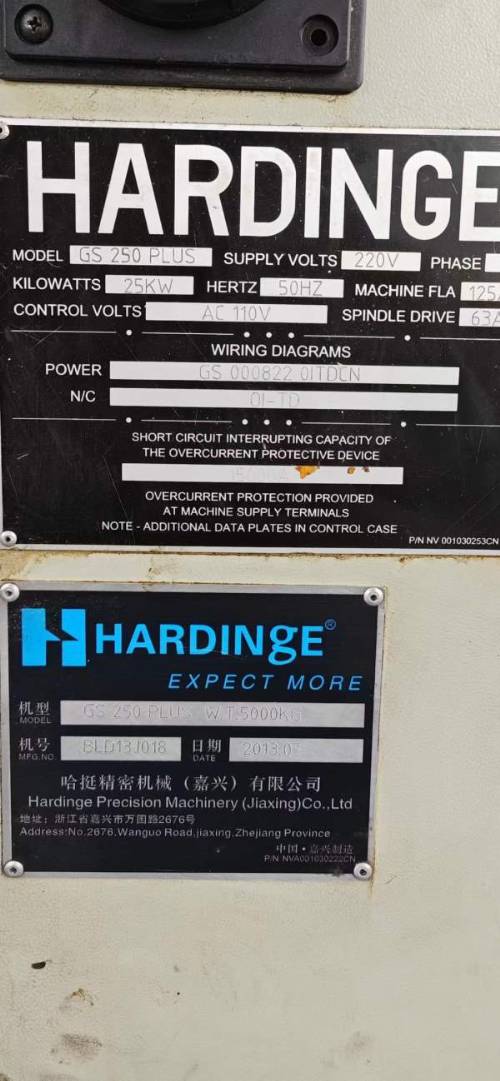 HARDINGE
MODEL GS 250 PLUS SUPPLY VOLTS 220V PHASE
KILOWATTS 25KW HERTZ 50HZ MACHINE FLA 125
CONTROL VOLTS AC 110V SPINDLE DRIVE 63A
WIRING DIAGRAMS
POWER GS 000822 0ITDCN
N/C 0I-TD
SHORT CIRCUIT INTERRUPTING CAPACITY OF
THE OVERCURRENT PROTECTIVE DEVICE
OVERCURRENT PROTECTION PROVIDED
AT MACHINE SUPPLY TERMINALS
NOTE - ADDITIONAL DATA PLATES IN CONTROL CASE
P/N NV 001030253CN
HARDINGE®
EXPECT MORE
机型 GS 250 PLUS W.T.5000KG
MODEL
机号 BLD13J018 日期 2013.07
MFG.NO. DATE
哈挺精密机械（嘉兴）有限公司
Hardinge Precision Machinery (Jiaxing)Co.,Ltd
地址: 浙江省嘉兴市万国路2676号
Address:No.2676,Wanguo Road,jiaxing,Zhejiang Province
中国·嘉兴制造
P/N NVA001030222CN